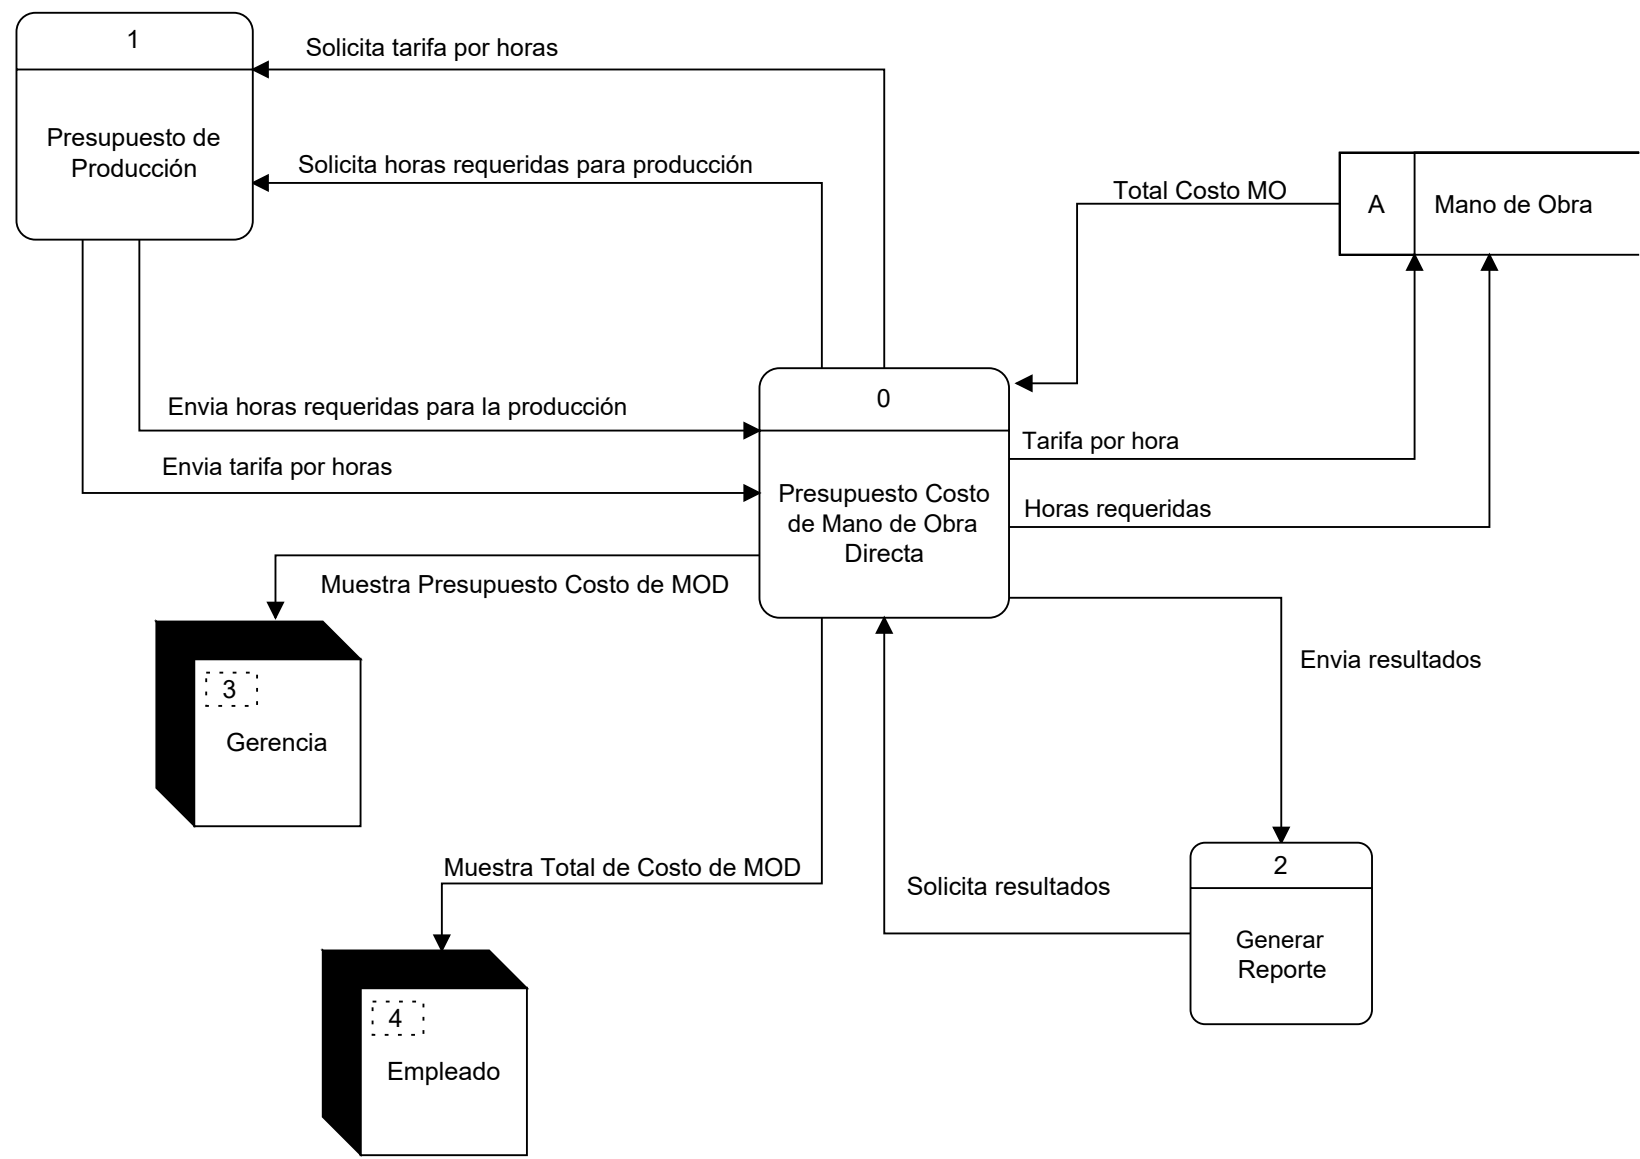 1
Solicita tarifa por horas
Presupuesto de
Producción
Solicita horas requeridas para producción
Total Costo MO
A
Mano de Obra
0
Envia horas requeridas para la producción
Tarifa por hora
Envia tarifa por horas
Presupuesto Costo
de Mano de Obra
Directa
Horas requeridas
Muestra Presupuesto Costo de MOD
Envia resultados
3
Gerencia
Muestra Total de Costo de MOD
Solicita resultados
2
Generar
Reporte
4
Empleado